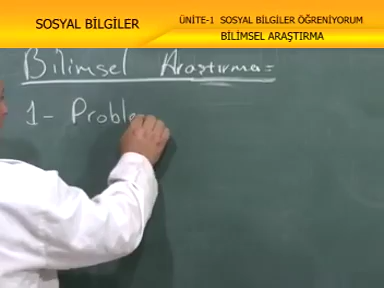 SOSYAL BİLGİLER
ÜNİTE-1 SOSYAL BİLGİLER ÖĞRENİYORUM
BİLİMSEL ARAŞTIRMA
Bilimsel Araştırma=
1- Proble